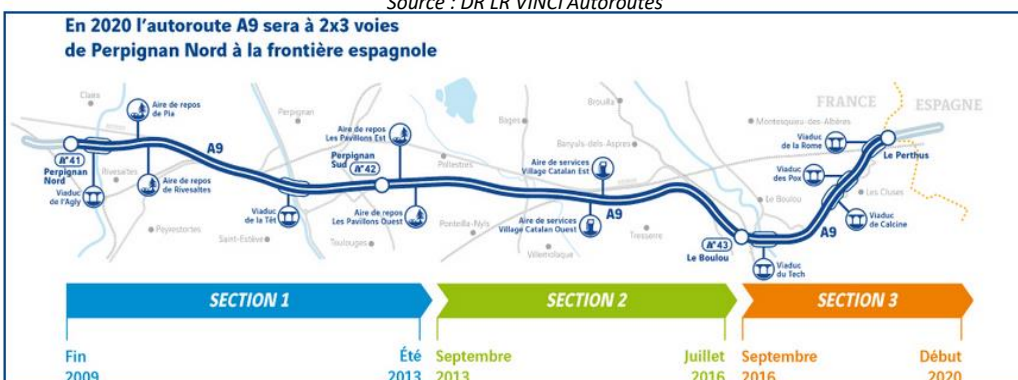 Source : DR LR VINCI Autoroutes
En 2020 l'autoroute A9 sera à 2x3 voies
de Perpignan Nord à la frontière espagnole
Claira
Aire de repos
de Pia
Perpignan
Aire de repos
Les Pavillons Est
Bages
Brouilla
FRANCE
ESPAGNE
Montesquieu-des-Albères
A9
n°41
Perpignan
Nord
Rivesaltes
Viaduc
de l'Agly
Aire de repos
de Rivesaltes
Perpignan
Sud
n°42
Pollestres
Banyuls-dels-Aspres
Aire de services
Village Catalan Est
Viaduc
de la Rome
Le Perthus
Viaduc
des Pox
Les Cluses
Le Boulou
Peyrestortes
Saint-Estève
Viaduc
de la Têt
Toulouges
Aire de repos
Les Pavillons Ouest
Ponteilla-Nyls
Aire de services
Village Catalan Ouest
A9
Villemolaque
Tresserre
n°43
Le Boulou
Viaduc
du Tech
A9
Viaduc
de Calcine
SECTION 1
SECTION 2
SECTION 3
Fin
2009
Été
2013
Septembre
2013
Juillet
2016
Septembre
2016
Début
2020